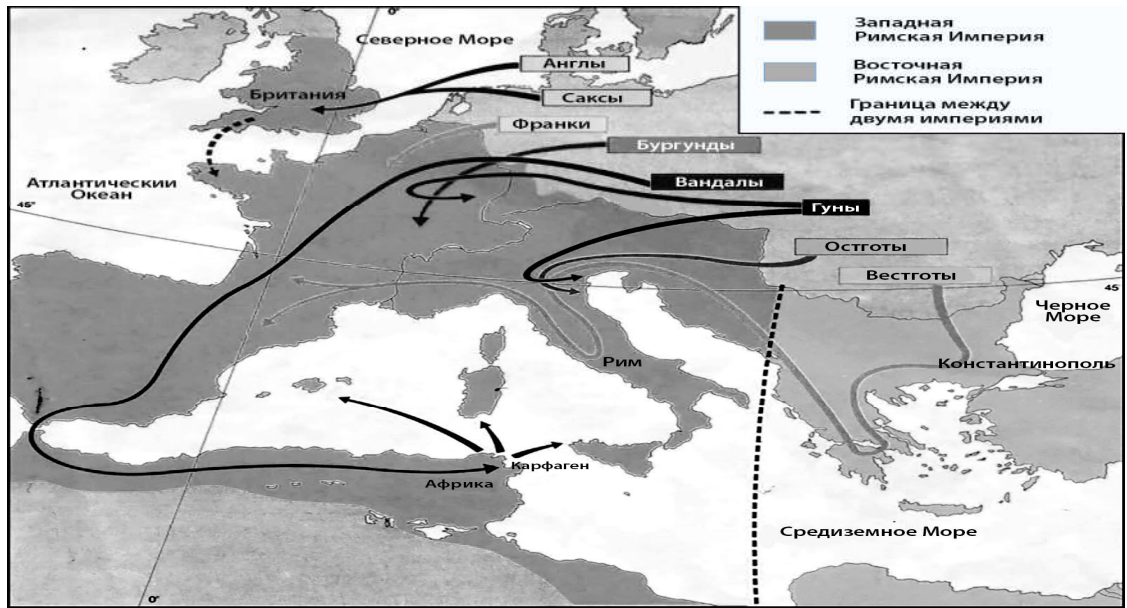 0°
Северное Море
Англы
Саксы
Британия
Франки
Бургунды
Вандалы
Гуны
Атлантическии
Океан
45°
Остготы
Вестготы
45
Черное
Море
Константинополь
Рим
Карфаген
Африка
Средиземное Море
0°
Западная
Римская Империя
Восточная
Римская Империя
Граница между
двумя империями